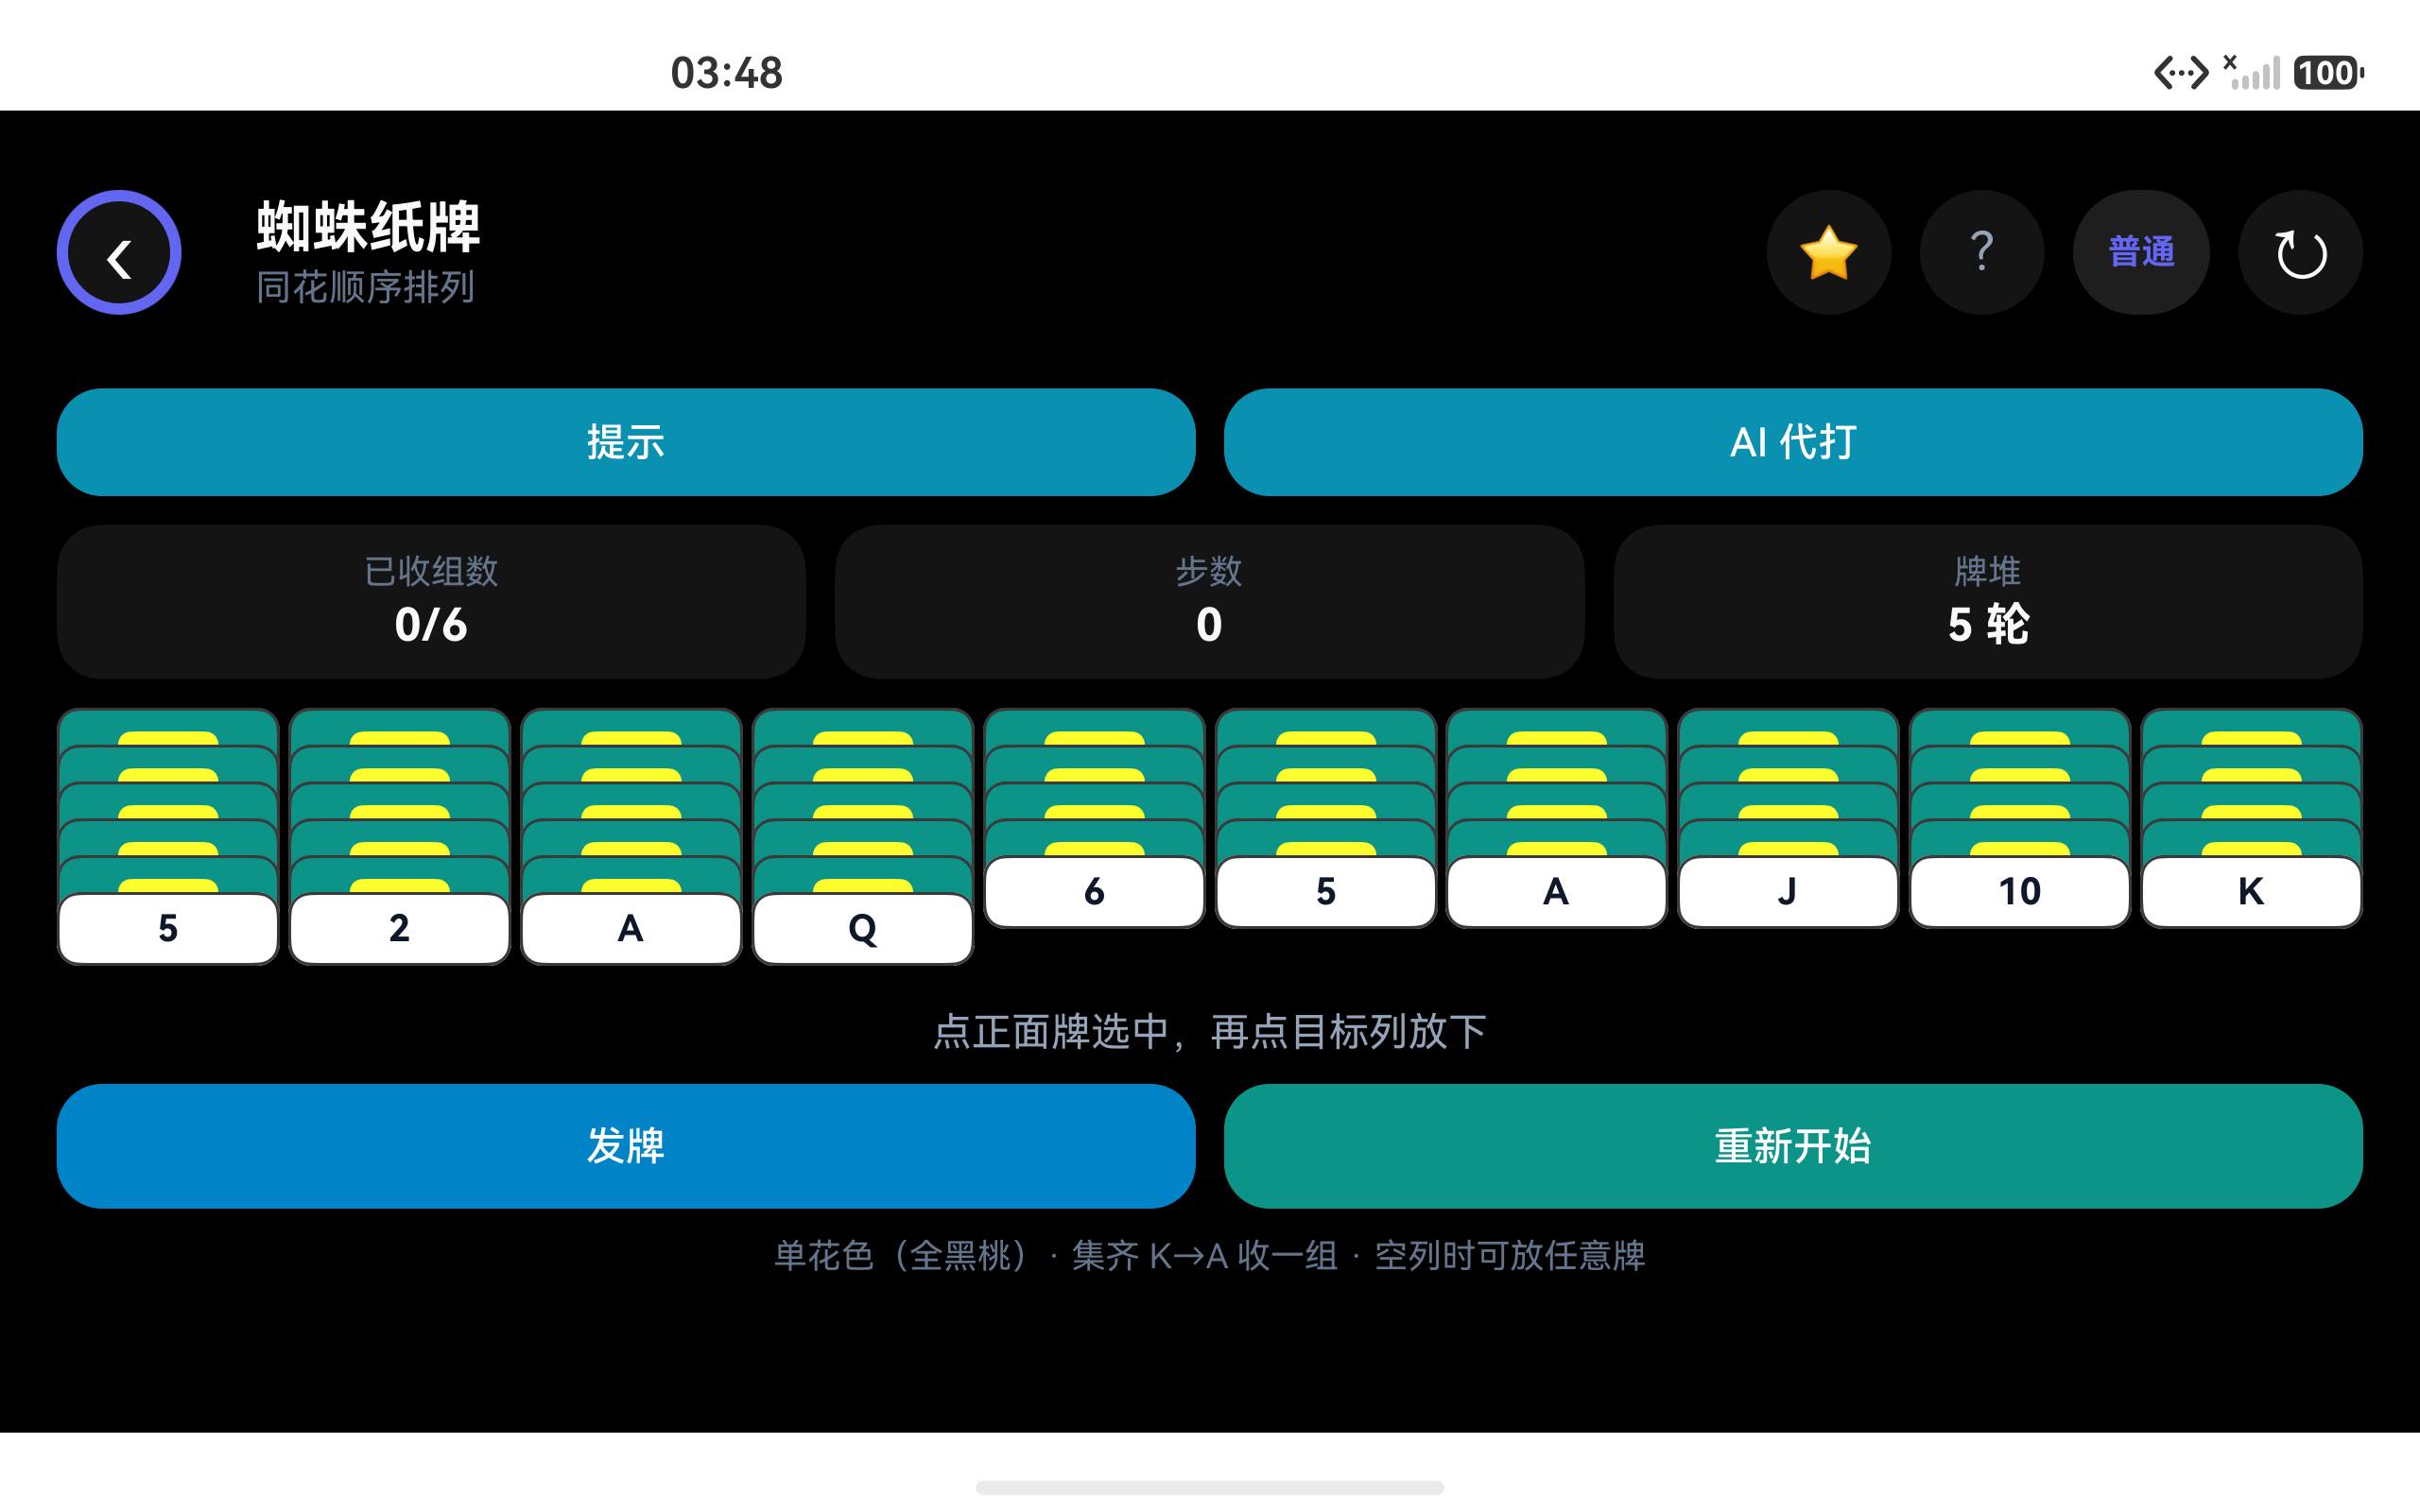 03:48
100
蜘蛛纸牌
同花顺序排列
?
普通
提示
AI 代打
已收组数
0/6
步数
0
牌堆
5 轮
5
2
A
Q
6
5
A
J
10
K
点正面牌选中，再点目标列放下
发牌
重新开始
单花色（全黑桃）· 集齐 K→A 收一组 · 空列时可放任意牌